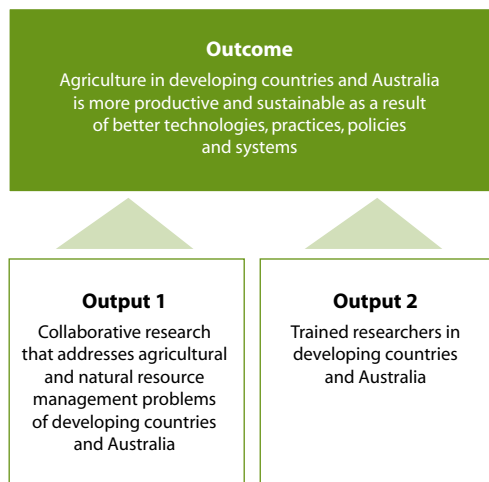 Outcome
Agriculture in developing countries and Australia
is more productive and sustainable as a result
of better technologies, practices, policies
and systems
Output 1
Collaborative research
that addresses agricultural
and natural resource
management problems
of developing countries
and Australia
Output 2
Trained researchers in
developing countries
and Australia